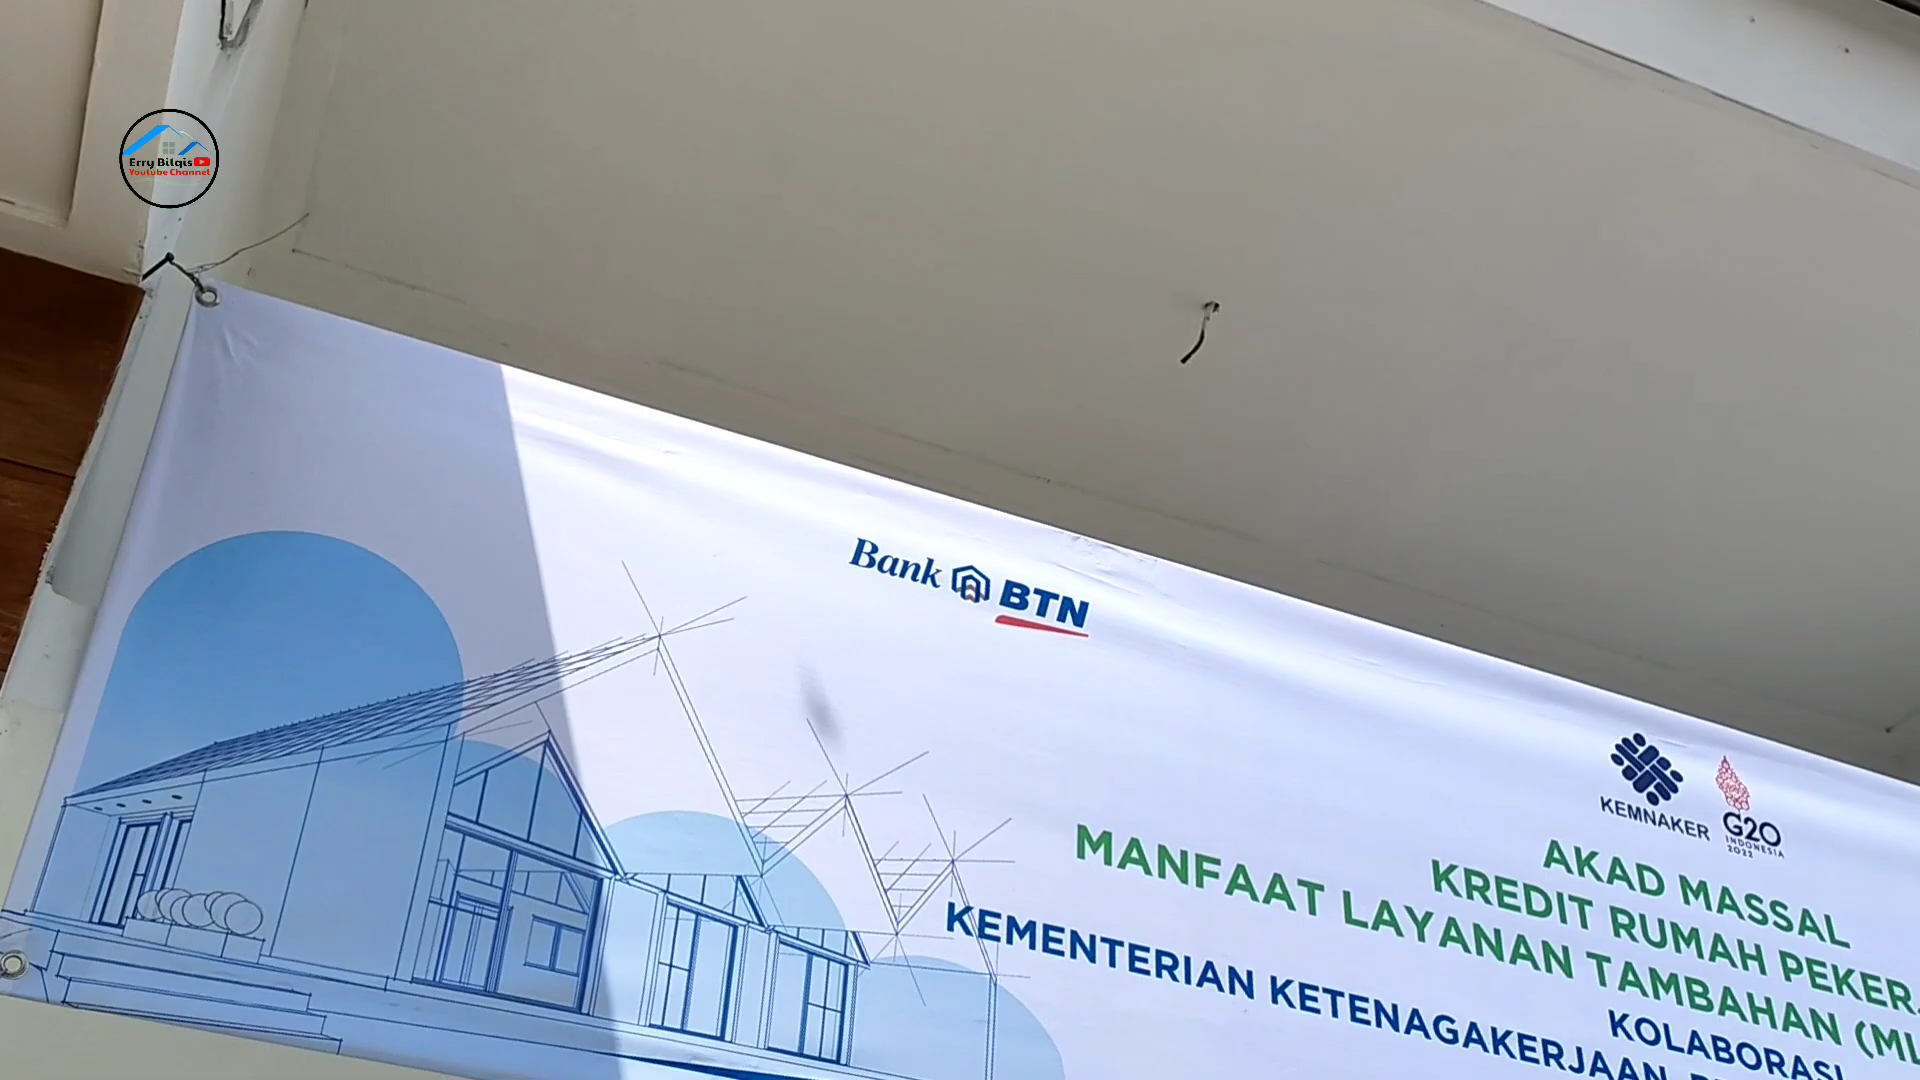 Erry Bilqis
Youtube Channel
Bank BTN
KEMNAKER
G20
INDONESIA
2022
AKAD MASSAL
KREDIT RUMAH
MANFAAT LAYANAN TAMBAHAN
KOLABORASI
KEMENTERIAN KETENAGAKERJAAN